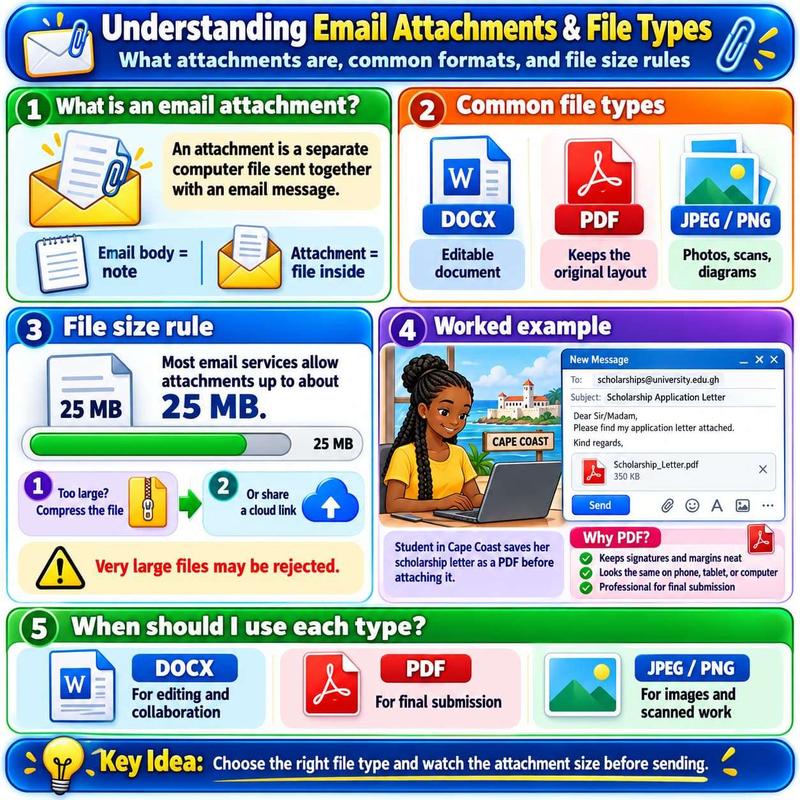 Understanding Email Attachments & File Types
What attachments are, common formats, and file size rules
1 What is an email attachment?
An attachment is a separate
computer file sent together
with an email message.
Email body =
note
Attachment =
file inside
2 Common file types
W
DOCX
Editable
document
PDF
Keeps the
original layout
JPEG / PNG
Photos, scans,
diagrams
3 File size rule
25 MB
Most email services allow
attachments up to about
25 MB.
25 MB
1 Too large?
Compress the file
2 Or share
a cloud link
Very large files may be rejected.
4 Worked example
CAPE COAST
New Message
To: scholarships@university.edu.gh
Subject: Scholarship Application Letter
Dear Sir/Madam,
Please find my application letter attached.
Kind regards,
Scholarship_Letter.pdf
350 KB
Send
Student in Cape Coast saves her
scholarship letter as a PDF before
attaching it.
Why PDF?
Keeps signatures and margins neat
Looks the same on phone, tablet, or computer
Professional for final submission
5 When should I use each type?
W
DOCX
For editing and
collaboration
PDF
For final submission
JPEG / PNG
For images and
scanned work
Key Idea: Choose the right file type and watch the attachment size before sending.